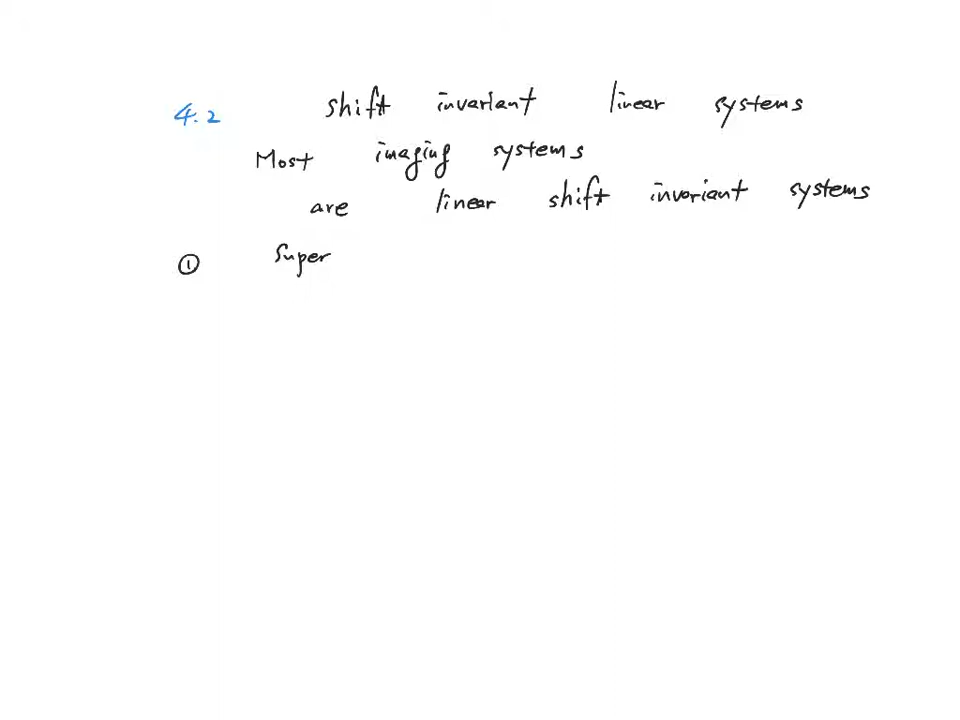 4.2 shift invariant linear systems
Most imaging systems
are linear shift invariant systems
① Super